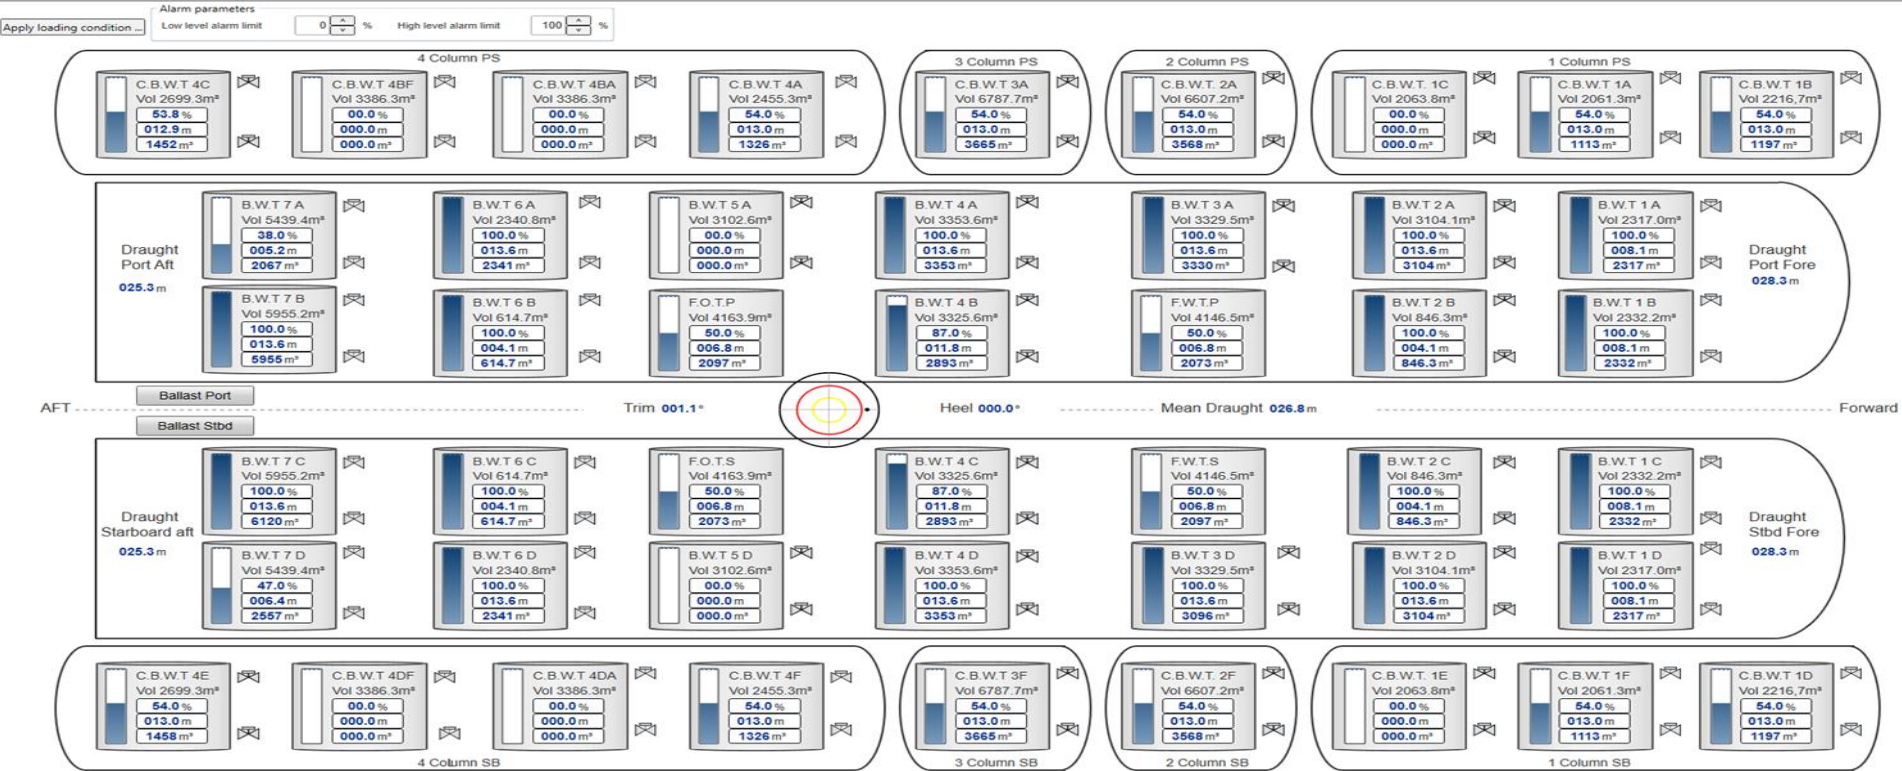 Alarm parameters
Apply loading condition ...
Low level alarm limit 0 %
High level alarm limit 100 %
4 Column PS
C.B.W.T 4C
Vol 2699.3m³
53.8 %
012.9 m
1452 m³
C.B.W.T 4BF
Vol 3386.3m³
00.0 %
000.0 m
000.0 m³
C.B.W.T 4BA
Vol 3386.3m³
00.0 %
000.0 m
000.0 m³
C.B.W.T 4A
Vol 2455.3m³
54.0 %
013.0 m
1326 m³
3 Column PS
C.B.W.T 3A
Vol 6787.7m³
54.0 %
013.0 m
3665 m³
2 Column PS
C.B.W.T. 2A
Vol 6607.2m³
54.0 %
013.0 m
3568 m³
1 Column PS
C.B.W.T. 1C
Vol 2063.8m³
00.0 %
000.0 m
000.0 m³
C.B.W.T 1A
Vol 2061.3m³
54.0 %
013.0 m
1113 m³
C.B.W.T 1B
Vol 2216,7m³
54.0 %
013.0 m
1197 m³
Draught
Port Aft
025.3 m
B.W.T 7 A
Vol 5439.4m³
38.0 %
005.2 m
2067 m³
B.W.T 6 A
Vol 2340.8m³
100.0 %
013.6 m
2341 m³
B.W.T 5 A
Vol 3102.6m³
00.0 %
000.0 m
000.0 m³
B.W.T 4 A
Vol 3353.6m³
100.0 %
013.6 m
3353 m³
B.W.T 3 A
Vol 3329.5m³
100.0 %
013.6 m
3330 m³
B.W.T 2 A
Vol 3104.1m³
100.0 %
013.6 m
3104 m³
B.W.T 1 A
Vol 2317.0m³
100.0 %
008.1 m
2317 m³
Draught
Port Fore
028.3 m
B.W.T 7 B
Vol 5955.2m³
100.0 %
013.6 m
5955 m³
B.W.T 6 B
Vol 614.7m³
100.0 %
004.1 m
614.7 m³
F.O.T.P
Vol 4163.9m³
50.0 %
006.8 m
2097 m³
B.W.T 4 B
Vol 3325.6m³
87.0 %
011.8 m
2893 m³
F.W.T.P
Vol 4146.5m³
50.0 %
006.8 m
2073 m³
B.W.T 2 B
Vol 846.3m³
100.0 %
004.1 m
846.3 m³
B.W.T 1 B
Vol 2332.2m³
100.0 %
008.1 m
2332 m³
Ballast Port
AFT
Trim 001.1 °
Heel 000.0 °
Mean Draught 026.8 m
Forward
Ballast Stbd
Draught
Starboard aft
025.3 m
B.W.T 7 C
Vol 5955.2m³
100.0 %
013.6 m
6120 m³
B.W.T 6 C
Vol 614.7m³
100.0 %
004.1 m
614.7 m³
F.O.T.S
Vol 4163.9m³
50.0 %
006.8 m
2073 m³
B.W.T 4 C
Vol 3325.6m³
87.0 %
011.8 m
2893 m³
F.W.T.S
Vol 4146.5m³
50.0 %
006.8 m
2097 m³
B.W.T 2 C
Vol 846.3m³
100.0 %
004.1 m
846.3 m³
B.W.T 1 C
Vol 2332.2m³
100.0 %
008.1 m
2332 m³
Draught
Stbd Fore
028.3 m
B.W.T 7 D
Vol 5439.4m³
47.0 %
006.4 m
2557 m³
B.W.T 6 D
Vol 2340.8m³
100.0 %
013.6 m
2341 m³
B.W.T 5 D
Vol 3102.6m³
00.0 %
000.0 m
000.0 m³
B.W.T 4 D
Vol 3353.6m³
100.0 %
013.6 m
3353 m³
B.W.T 3 D
Vol 3329.5m³
100.0 %
013.6 m
3096 m³
B.W.T 2 D
Vol 3104.1m³
100.0 %
013.6 m
3104 m³
B.W.T 1 D
Vol 2317.0m³
100.0 %
008.1 m
2317 m³
C.B.W.T 4E
Vol 2699.3m³
54.0 %
013.0 m
1458 m³
C.B.W.T 4DF
Vol 3386.3m³
00.0 %
000.0 m
000.0 m³
C.B.W.T 4DA
Vol 3386.3m³
00.0 %
000.0 m
000.0 m³
C.B.W.T 4F
Vol 2455.3m³
54.0 %
013.0 m
1326 m³
4 Column SB
C.B.W.T 3F
Vol 6787.7m³
54.0 %
013.0 m
3665 m³
3 Column SB
C.B.W.T. 2F
Vol 6607.2m³
54.0 %
013.0 m
3568 m³
2 Column SB
C.B.W.T. 1E
Vol 2063.8m³
00.0 %
000.0 m
000.0 m³
C.B.W.T 1F
Vol 2061.3m³
54.0 %
013.0 m
1113 m³
C.B.W.T 1D
Vol 2216,7m³
54.0 %
013.0 m
1197 m³
1 Column SB